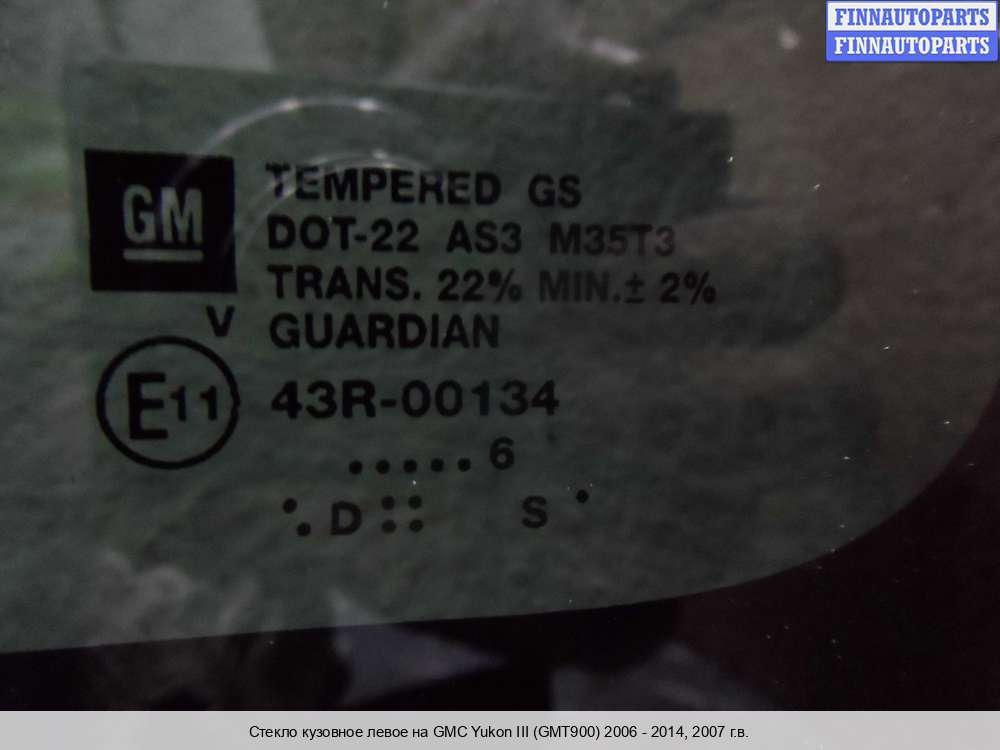 FINNAUTOPARTS
FINNAUTOPARTS
GM
TEMPERED GS
DOT-22 AS3 M35T3
TRANS. 22% MIN.± 2%
V GUARDIAN
E11 43R-00134
.....6
D S
Стекло кузовное левое на GMC Yukon III (GMT900) 2006 - 2014, 2007 г.в.